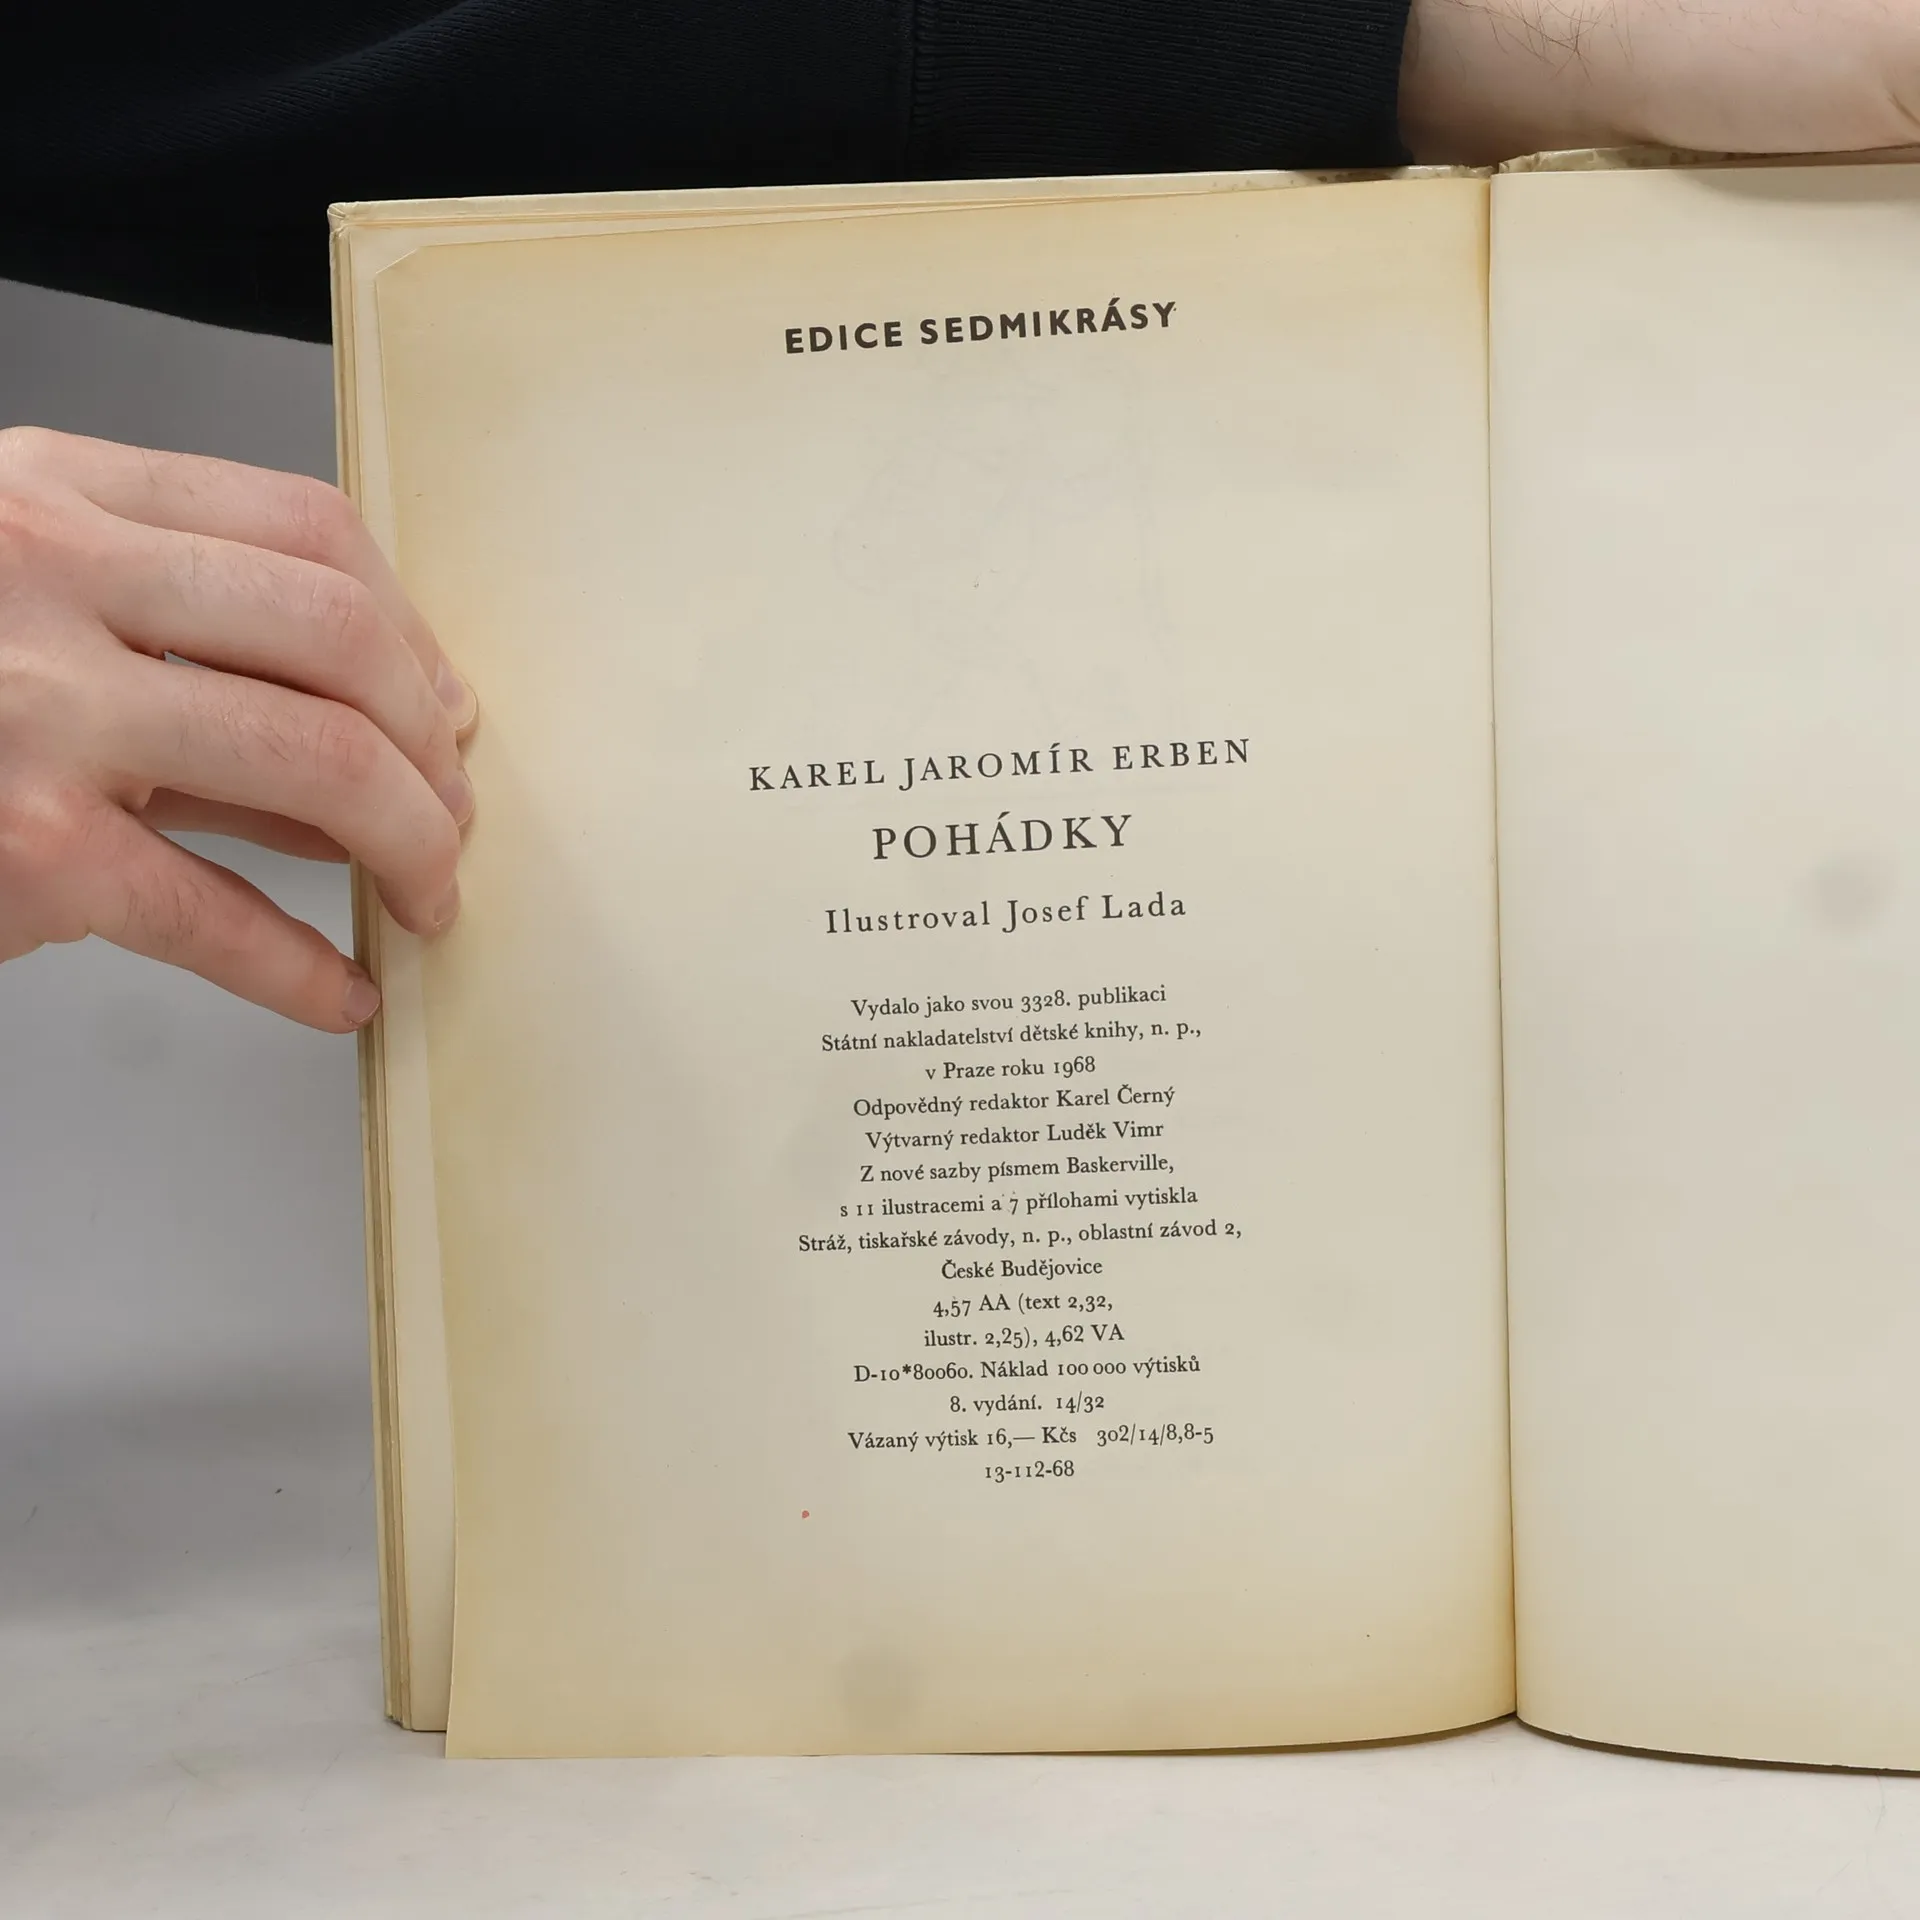 EDICE SEDMIKRÁSY
KAREL JAROMÍR ERBEN
POHÁDKY
Ilustroval Josef Lada
Vydalo jako svou 3328. publikaci
Státní nakladatelství dětské knihy, n. p.,
v Praze roku 1968
Odpovědný redaktor Karel Černý
Výtvarný redaktor Luděk Vimr
Z nové sazby písmem Baskerville,
s 11 ilustracemi a 7 přílohami vytiskla
Stráž, tiskařské závody, n. p., oblastní závod 2,
České Budějovice
4,57 AA (text 2,32,
ilustr. 2,25), 4,62 VA
D-10*80060. Náklad 100 000 výtisků
8. vydání. 14/32
Vázaný výtisk 16,— Kčs 302/14/8,8-5
13-112-68